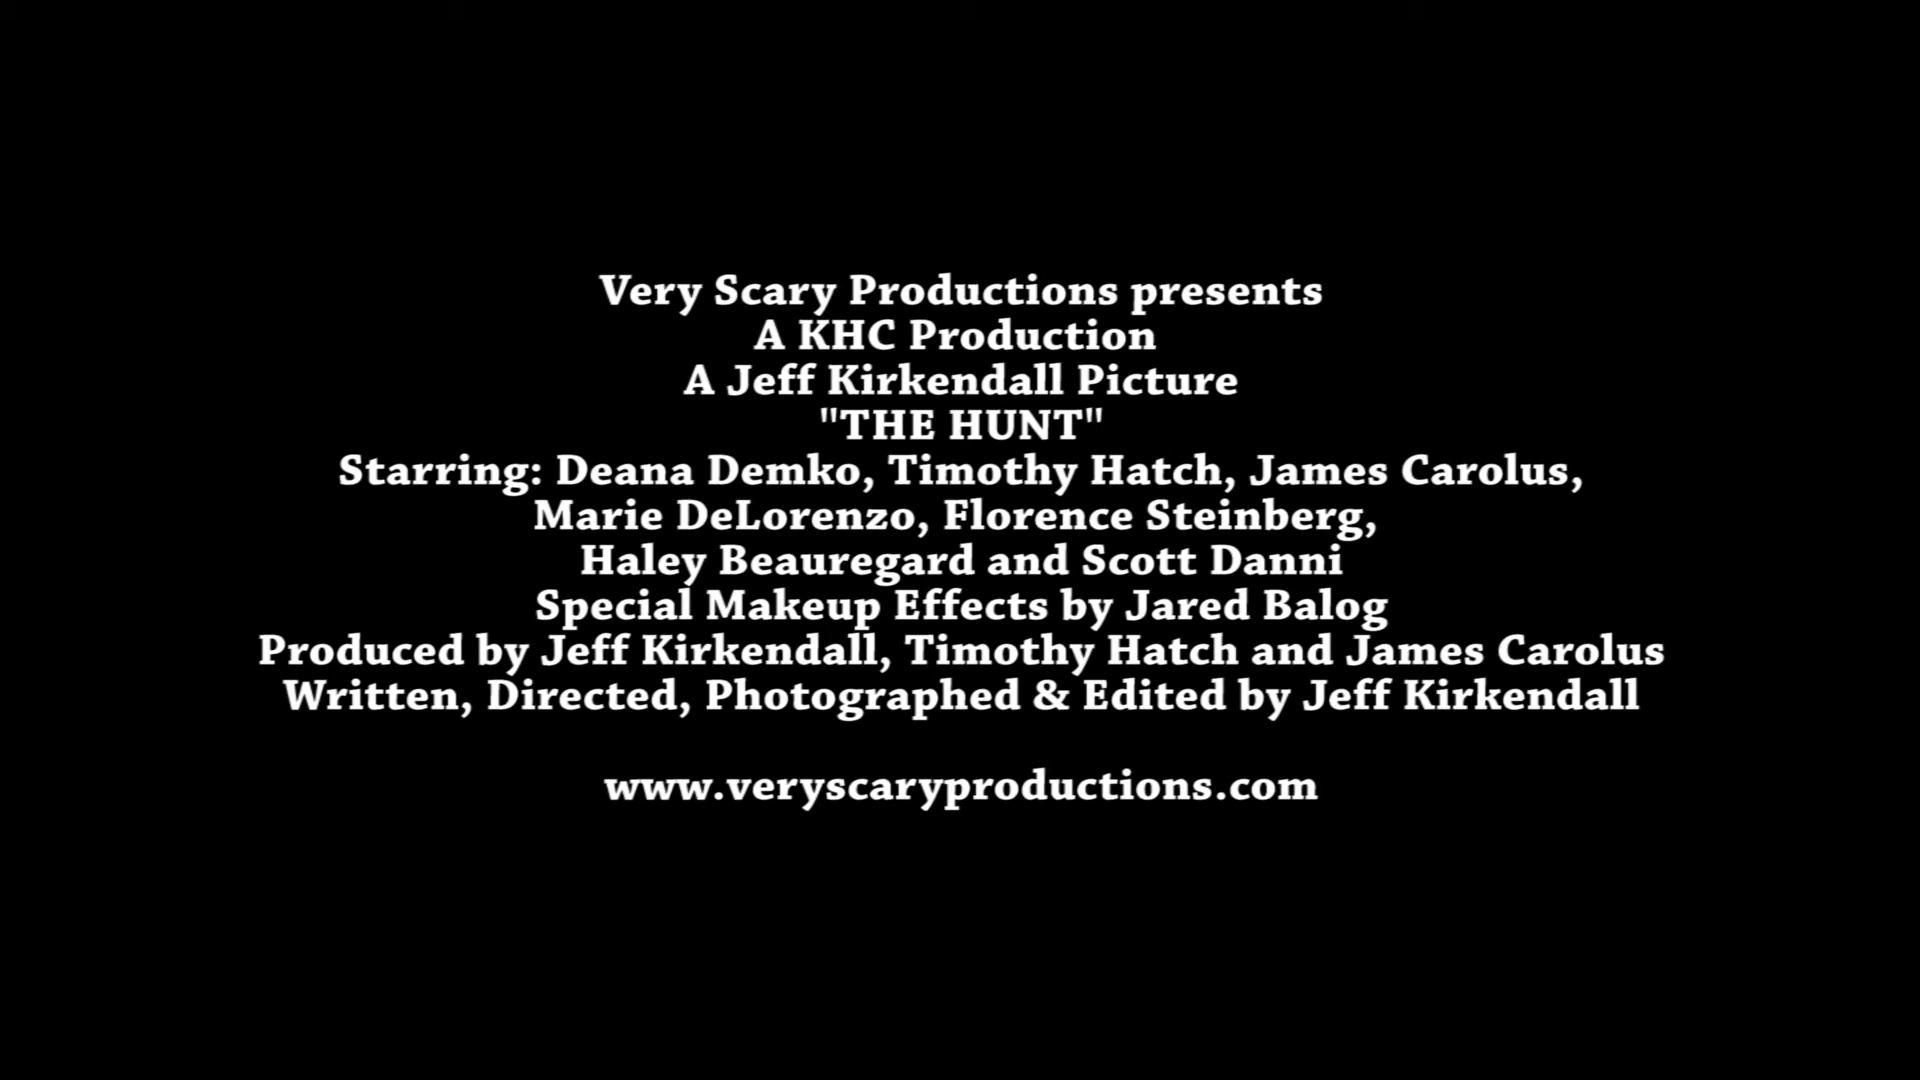 Very Scary Productions presents
A KHC Production
A Jeff Kirkendall Picture
"THE HUNT"
Starring: Deana Demko, Timothy Hatch, James Carolus,
Marie DeLorenzo, Florence Steinberg,
Haley Beauregard and Scott Danni
Special Makeup Effects by Jared Balog
Produced by Jeff Kirkendall, Timothy Hatch and James Carolus
Written, Directed, Photographed & Edited by Jeff Kirkendall
www.veryscaryproductions.com